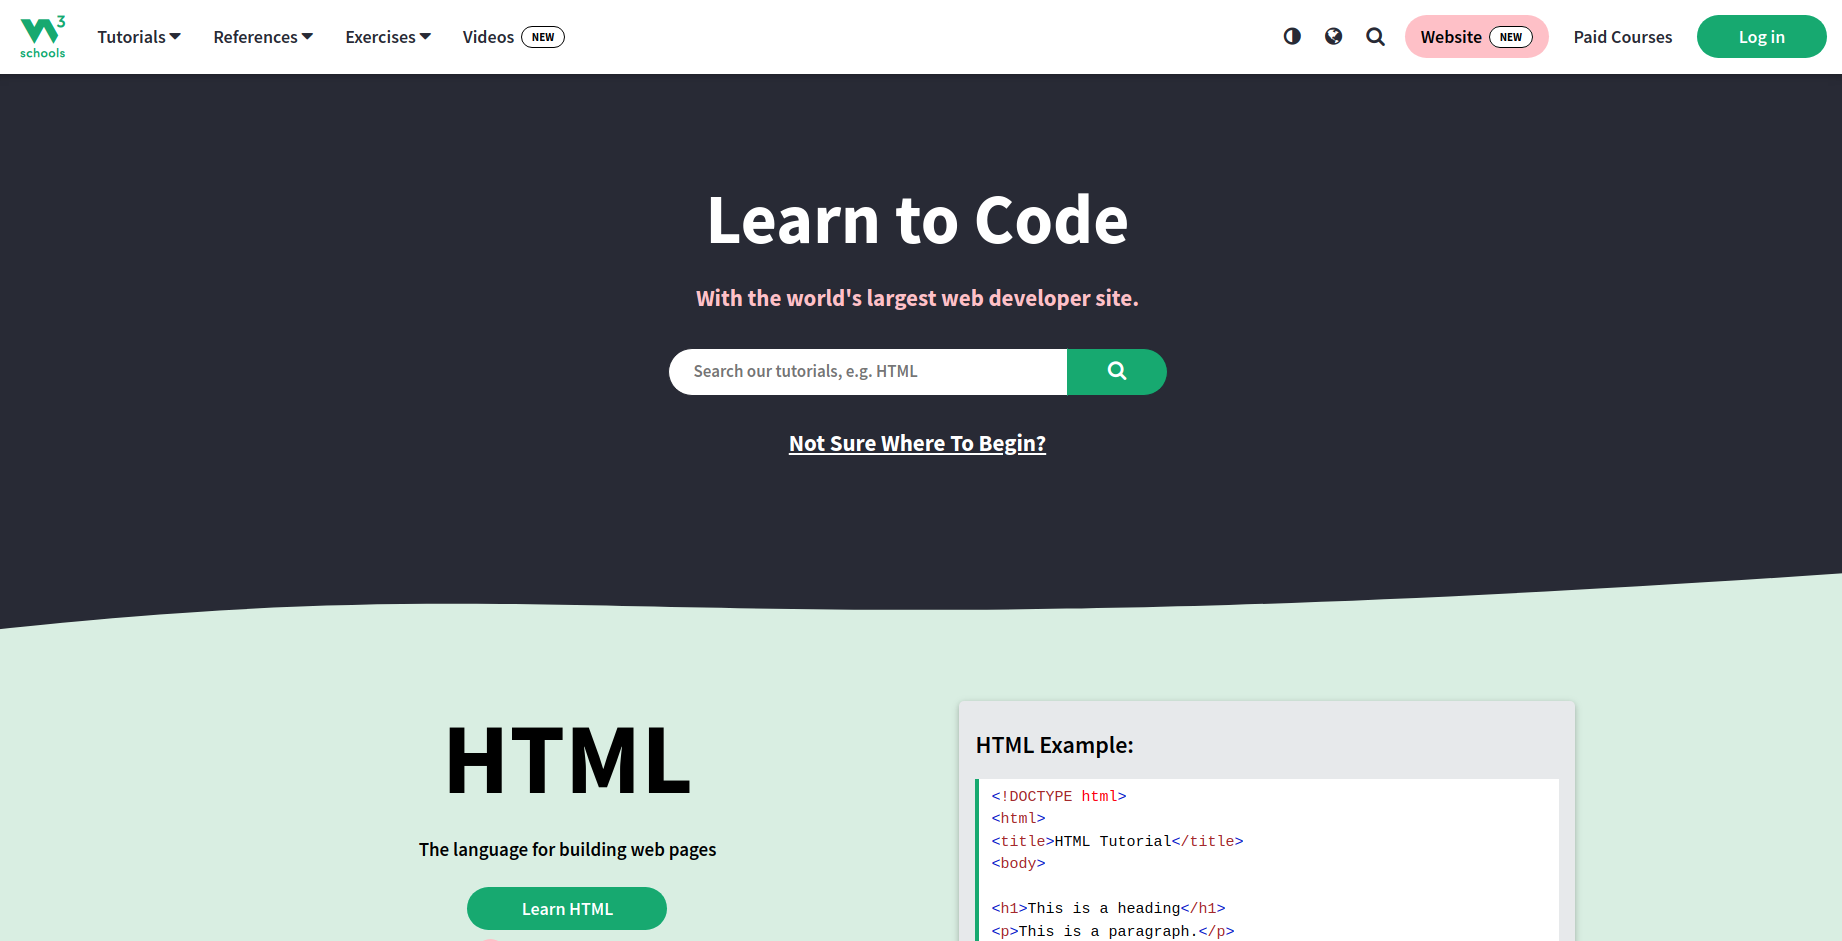 W3 schools
Tutorials References Exercises Videos NEW Website NEW Paid Courses Log in
Learn to Code
With the world's largest web developer site.
Search our tutorials, e.g. HTML
Not Sure Where To Begin?
HTML
The language for building web pages
Learn HTML
HTML Example:
<!DOCTYPE html>
<html>
<title>HTML Tutorial</title>
<body>
<h1>This is a heading</h1>
<p>This is a paragraph.</p>